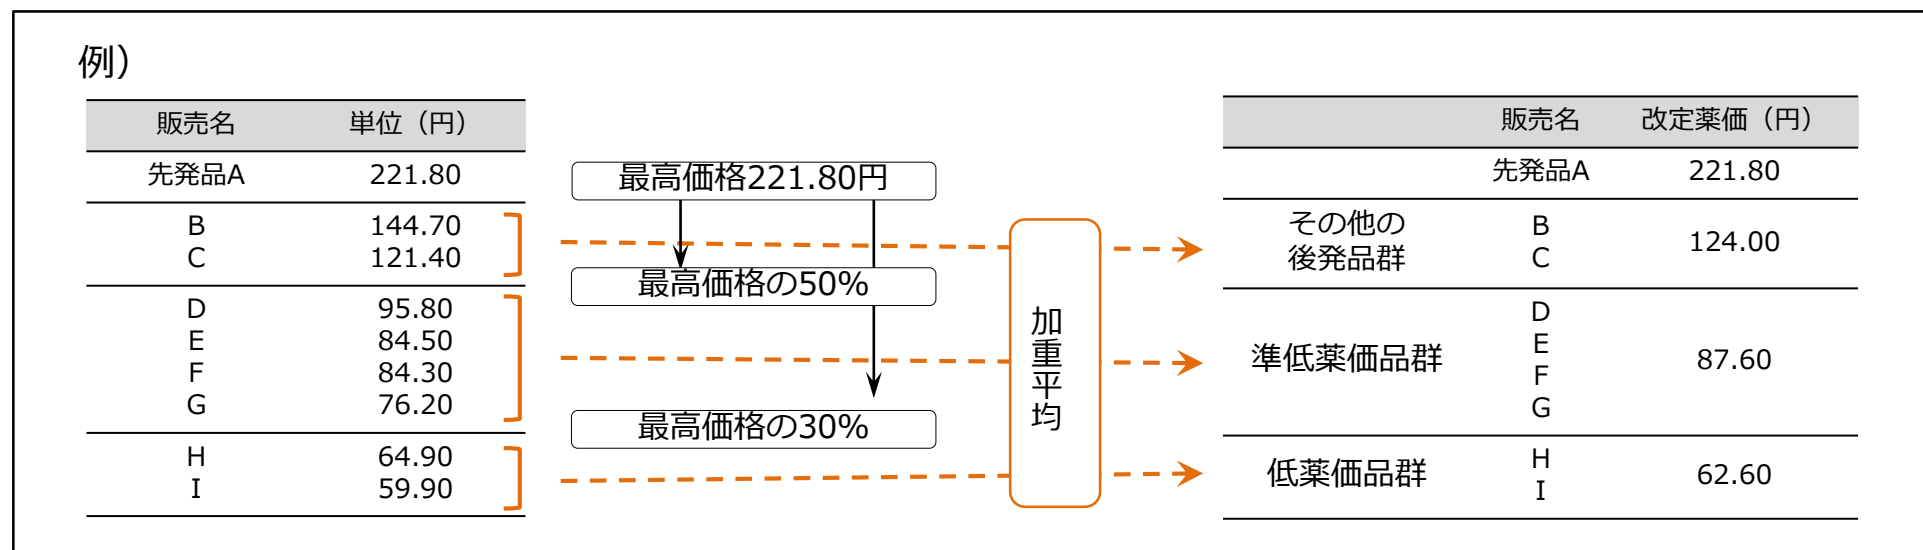 例）
販売名 単位（円）
先発品A 221.80
B 144.70
C 121.40
D 95.80
E 84.50
F 84.30
G 76.20
H 64.90
I 59.90
最高価格221.80円
最高価格の50%
最高価格の30%
加重平均
販売名 改定薬価（円）
先発品A 221.80
その他の
後発品群
B
C
124.00
準低薬価品群
D
E
F
G
87.60
低薬価品群
H
I
62.60